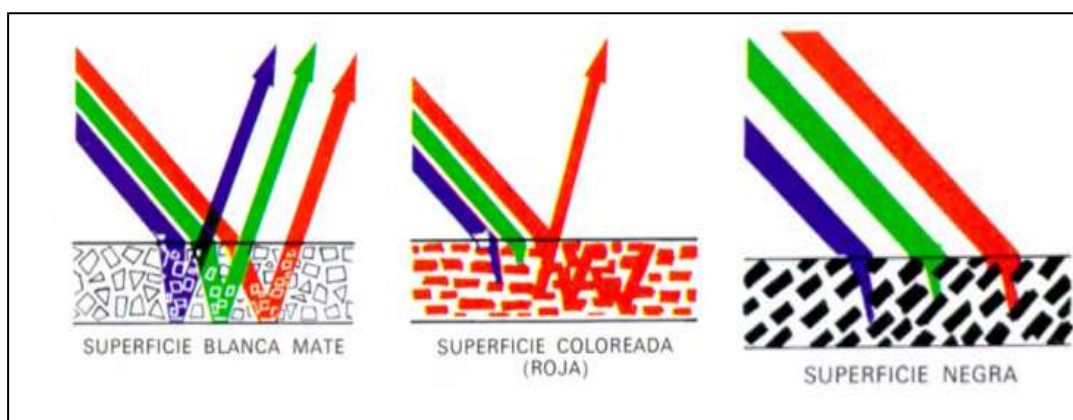 SUPERFICIE BLANCA MATE
SUPERFICIE COLOREADA
(ROJA)
SUPERFICIE NEGRA